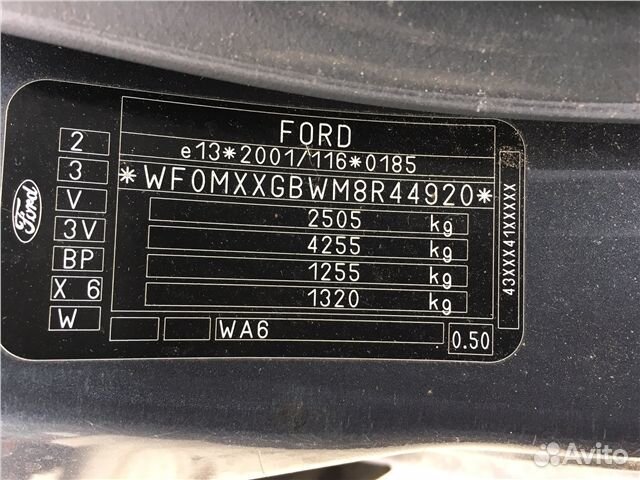 FORD
e13*2001/116*0185
*WF0MXXGBWM8R44920*
2505 kg
4255 kg
1255 kg
1320 kg
WA6
0.50
2
3
V
3V
BP
X 6
W
Ford
43XXX41XXXXX
Avito